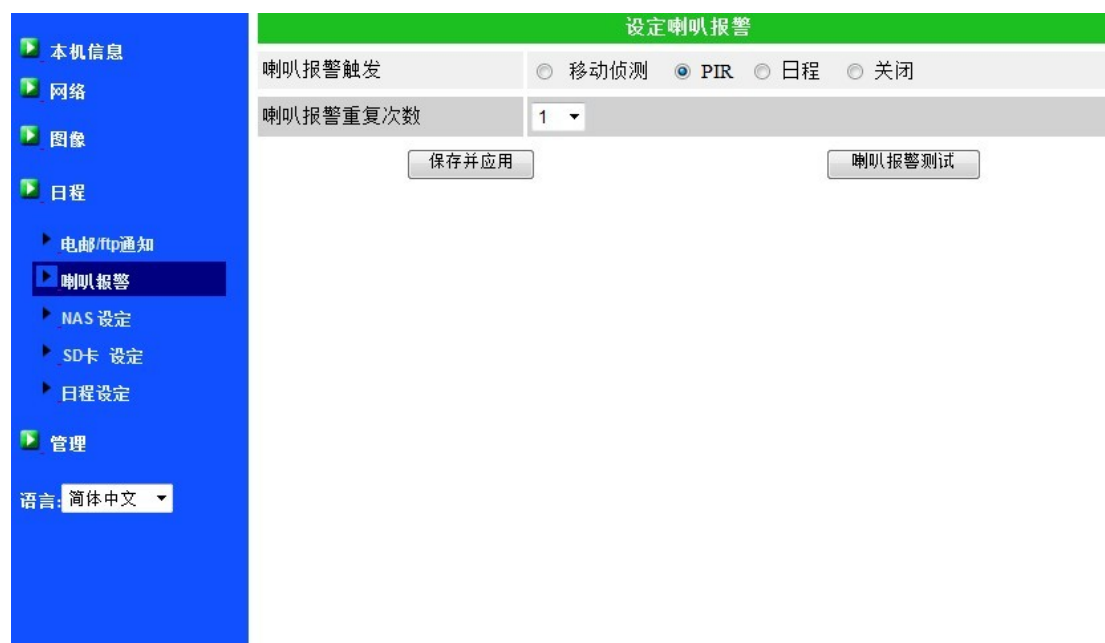 本机信息
网络
图像
日程
电邮/ftp通知
喇叭报警
NAS 设定
SD卡 设定
日程设定
管理
语言:简体中文
设定喇叭报警
喇叭报警触发 移动侦测 PIR 日程 关闭
喇叭报警重复次数 1
保存并应用 喇叭报警测试